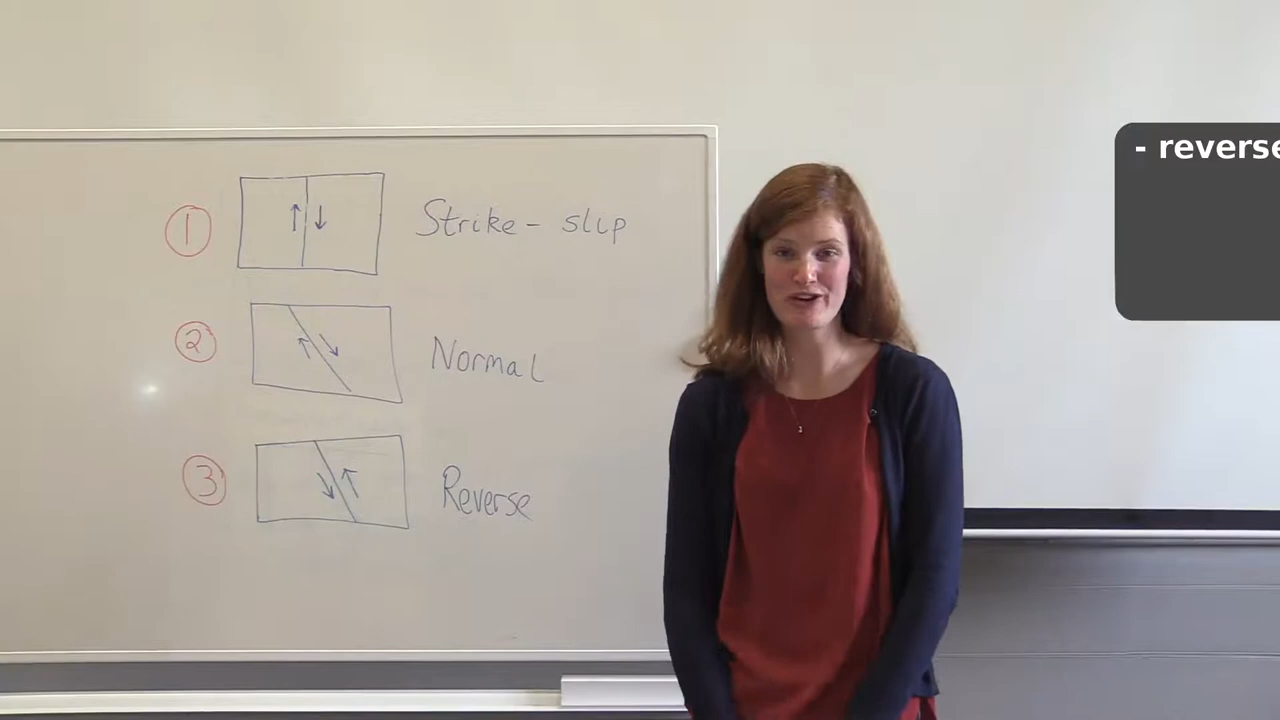 ① Strike - slip
② Normal
③ Reverse
- reverse